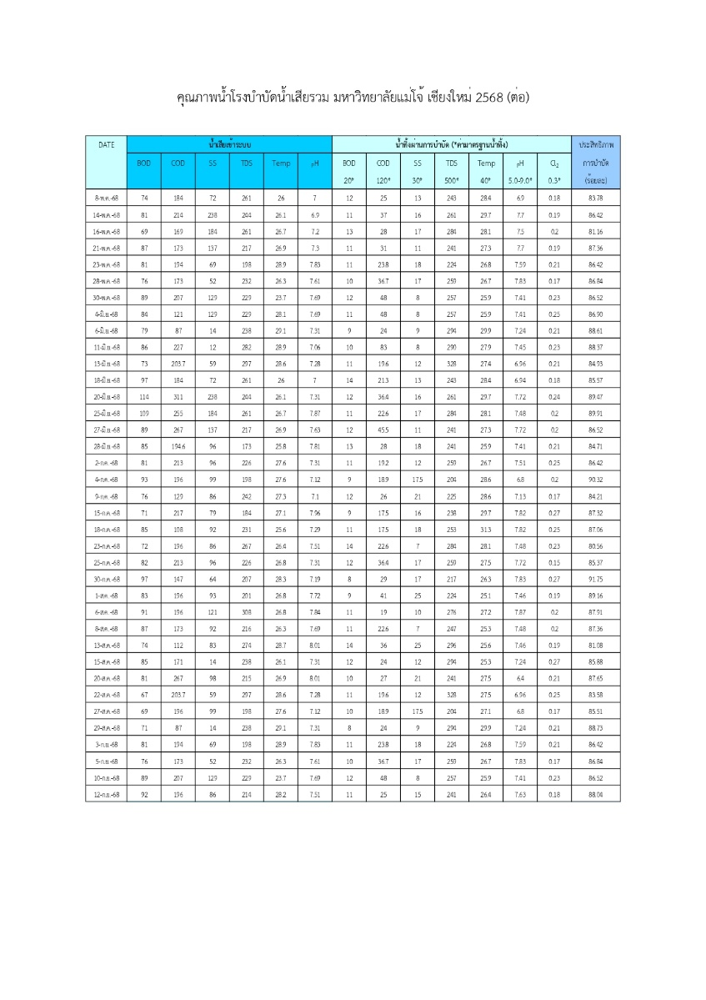 คุณภาพน้ำโรงบำบัดน้ำเสียรวม มหาวิทยาลัยแม่โจ้ เชียงใหม่ 2568 (ต่อ)
DATE น้ำเสียเข้าระบบ น้ำทิ้งผ่านการบำบัด (*ค่ามาตรฐานน้ำทิ้ง) ประสิทธิภาพ
BOD COD SS TDS Temp pH BOD COD SS TDS Temp pH Cl2 การบำบัด
20* 120* 30* 500* 40* 5.0-9.0* 0.3* (ร้อยละ)
8-พ.ค.-68 74 184 72 261 26 7 12 25 13 243 28.4 6.9 0.18 83.78
14-พ.ค.-68 81 214 238 244 26.1 6.9 11 37 16 261 29.7 7.7 0.19 86.42
16-พ.ค.-68 69 169 184 261 26.7 7.2 13 28 17 284 28.1 7.5 0.2 81.16
21-พ.ค.-68 87 173 137 217 26.9 7.3 11 31 11 241 27.3 7.7 0.19 87.36
23-พ.ค.-68 81 194 69 198 28.9 7.83 11 23.8 18 224 26.8 7.59 0.21 86.42
28-พ.ค.-68 76 173 52 232 26.3 7.61 10 36.7 17 259 26.7 7.83 0.17 86.84
30-พ.ค.-68 89 207 129 229 23.7 7.69 12 48 8 257 25.9 7.41 0.23 86.52
4-มิ.ย.-68 84 121 129 229 28.1 7.69 11 48 8 257 25.9 7.41 0.25 86.90
6-มิ.ย.-68 79 87 14 238 29.1 7.31 9 24 9 294 29.9 7.24 0.21 88.61
11-มิ.ย.-68 86 227 12 282 28.9 7.06 10 83 8 290 27.9 7.45 0.23 88.37
13-มิ.ย.-68 73 203.7 59 297 28.6 7.28 11 19.6 12 328 27.4 6.96 0.21 84.93
18-มิ.ย.-68 97 184 72 261 26 7 14 21.3 13 243 28.4 6.94 0.18 85.57
20-มิ.ย.-68 114 311 238 244 26.1 7.31 12 36.4 16 261 29.7 7.72 0.24 89.47
25-มิ.ย.-68 109 255 184 261 26.7 7.87 11 22.6 17 284 28.1 7.48 0.2 89.91
27-มิ.ย.-68 89 267 137 217 26.9 7.63 12 45.5 11 241 27.3 7.72 0.2 86.52
28-มิ.ย.-68 85 194.6 96 173 25.8 7.81 13 28 18 241 25.9 7.41 0.21 84.71
2-ก.ค.-68 81 213 96 226 27.6 7.31 11 19.2 12 259 26.7 7.51 0.25 86.42
4-ก.ค.-68 93 196 99 198 27.6 7.12 9 18.9 17.5 204 28.6 6.8 0.2 90.32
9-ก.ค.-68 76 129 86 242 27.3 7.1 12 26 21 225 28.6 7.13 0.17 84.21
15-ก.ค.-68 71 217 79 184 27.1 7.96 9 17.5 16 238 29.7 7.82 0.27 87.32
18-ก.ค.-68 85 108 92 231 25.6 7.29 11 17.5 18 253 31.3 7.82 0.25 87.06
23-ก.ค.-68 72 196 86 267 26.4 7.51 14 22.6 7 284 28.1 7.48 0.23 80.56
25-ก.ค.-68 82 213 96 226 26.8 7.31 12 36.4 17 259 27.5 7.72 0.15 85.37
30-ก.ค.-68 97 147 64 207 28.3 7.19 8 29 17 217 26.3 7.83 0.27 91.75
1-ส.ค.-68 83 196 93 201 26.8 7.72 9 41 25 224 25.1 7.46 0.19 89.16
6-ส.ค.-68 91 196 121 308 26.8 7.84 11 19 10 276 27.2 7.87 0.2 87.91
8-ส.ค.-68 87 173 92 216 26.3 7.69 11 22.6 7 247 25.3 7.48 0.2 87.36
13-ส.ค.-68 74 112 83 274 28.7 8.01 14 36 25 296 25.6 7.46 0.19 81.08
15-ส.ค.-68 85 171 14 238 26.1 7.31 12 24 12 294 25.3 7.24 0.27 85.88
20-ส.ค.-68 81 267 98 215 26.9 8.01 10 27 21 241 27.5 6.4 0.21 87.65
22-ส.ค.-68 67 203.7 59 297 28.6 7.28 11 19.6 12 328 27.5 6.96 0.25 83.58
27-ส.ค.-68 69 196 99 198 27.6 7.12 10 18.9 17.5 204 27.1 6.8 0.17 85.51
29-ส.ค.-68 71 87 14 238 29.1 7.31 8 24 9 294 29.9 7.24 0.21 88.73
3-ก.ย.-68 81 194 69 198 28.9 7.83 11 23.8 18 224 26.8 7.59 0.21 86.42
5-ก.ย.-68 76 173 52 232 26.3 7.61 10 36.7 17 259 26.7 7.83 0.17 86.84
10-ก.ย.-68 89 207 129 229 23.7 7.69 12 48 8 257 25.9 7.41 0.23 86.52
12-ก.ย.-68 92 196 86 214 28.2 7.51 11 25 15 241 26.4 7.63 0.18 88.04